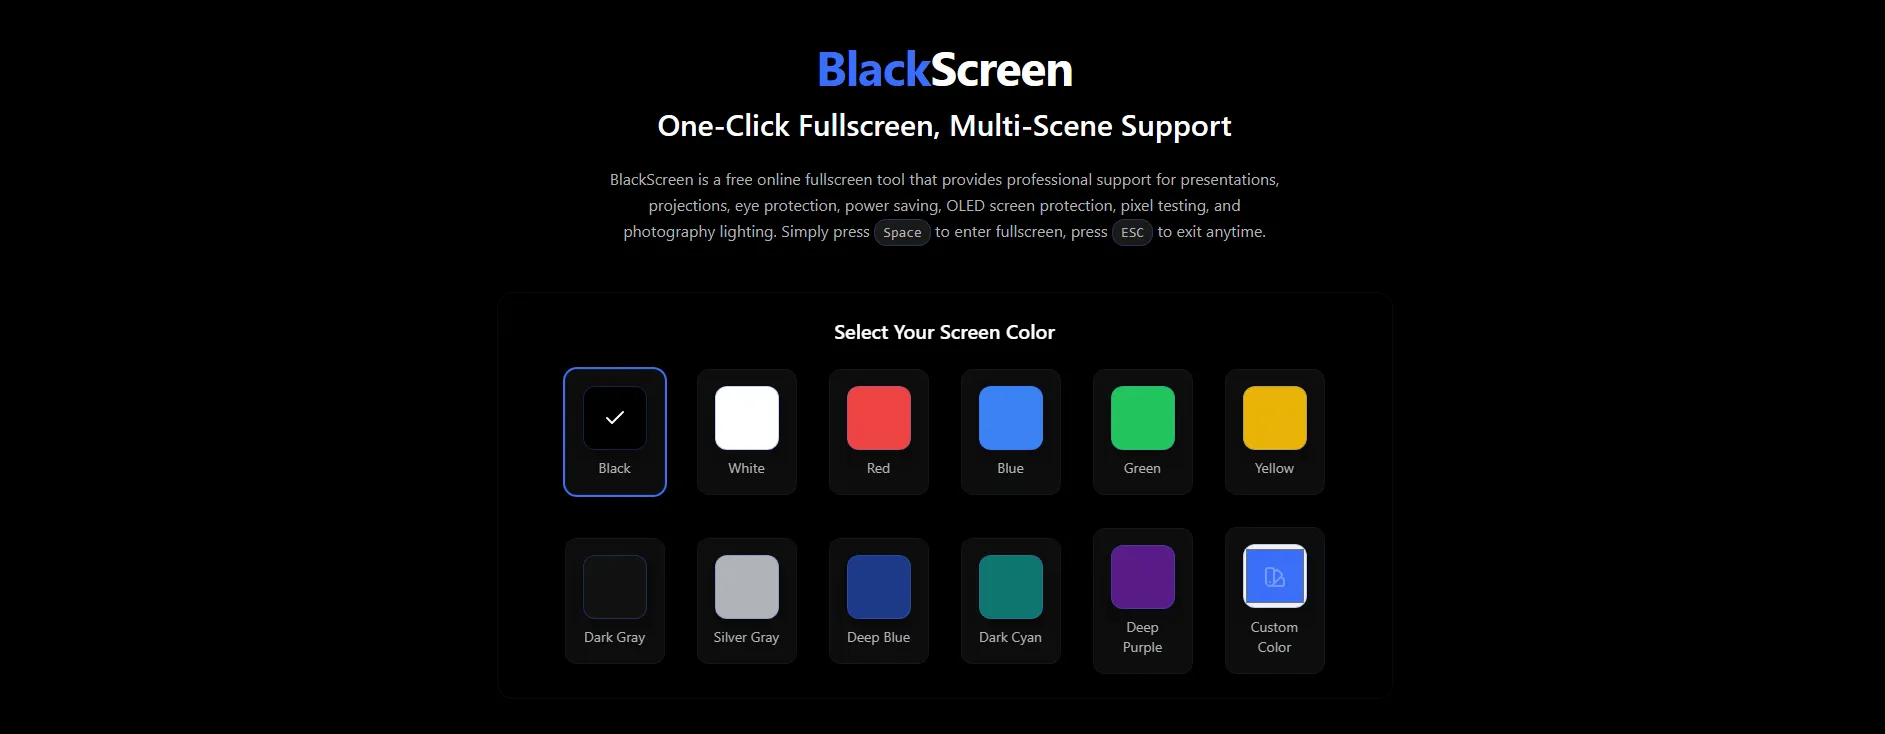 BlackScreen
One-Click Fullscreen, Multi-Scene Support
BlackScreen is a free online fullscreen tool that provides professional support for presentations,
projections, eye protection, power saving, OLED screen protection, pixel testing, and
photography lighting. Simply press Space to enter fullscreen, press ESC to exit anytime.
Select Your Screen Color
Black White Red Blue Green Yellow
Dark Gray Silver Gray Deep Blue Dark Cyan Deep
Purple Custom
Color